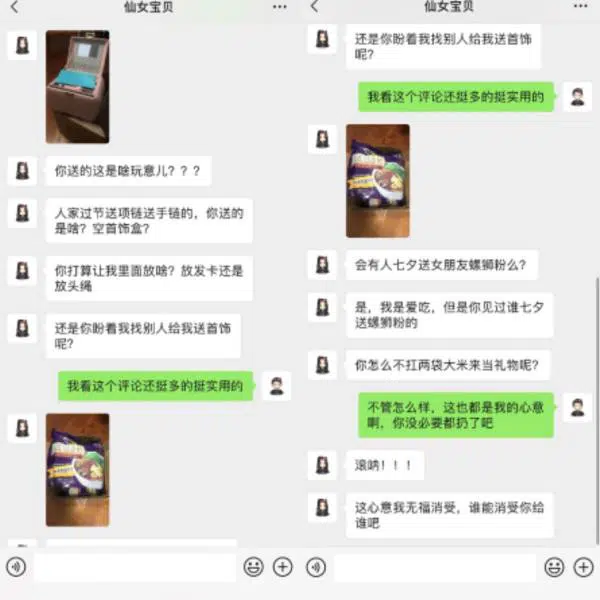 仙女宝贝
你送的这是啥玩意儿？？？
人家过节送项链送手链的，你送的
是啥？空首饰盒？
你打算让我里面放啥？放发卡还是
放头绳
还是你盼着我找别人给我送首饰
呢？
我看这个评论还挺多的挺实用的
仙女宝贝
还是你盼着我找别人给我送首饰
呢？
我看这个评论还挺多的挺实用的
会有人七夕送女朋友螺狮粉么？
是，我是爱吃，但是你见过谁七夕
送螺狮粉的
你怎么不扛两袋大米来当礼物呢？
不管怎么样，这也都是我的心意
啊，你没必要都扔了吧
滚呐！！！
这心意我无福消受，谁能消受你给
谁吧